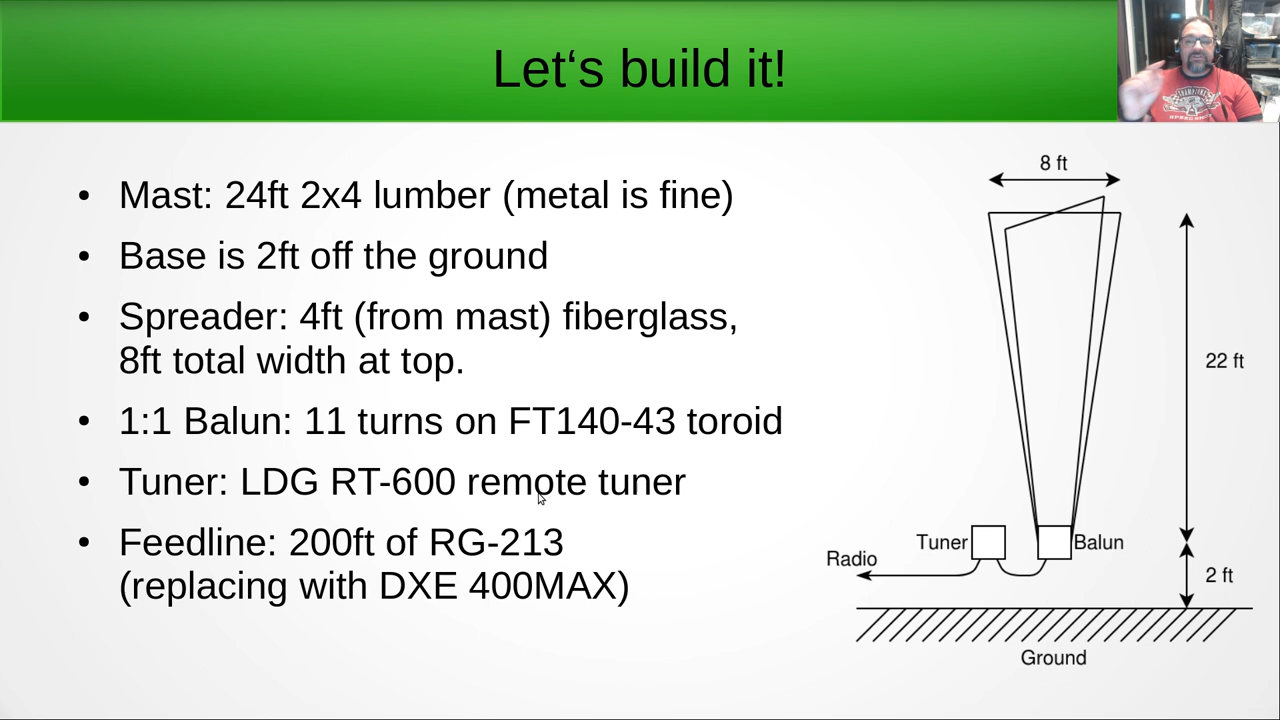 Let‘s build it!
CHAMPIONS
SPEED SHOP
• Mast: 24ft 2x4 lumber (metal is fine)
• Base is 2ft off the ground
• Spreader: 4ft (from mast) fiberglass,
8ft total width at top.
• 1:1 Balun: 11 turns on FT140-43 toroid
• Tuner: LDG RT-600 remote tuner
• Feedline: 200ft of RG-213
(replacing with DXE 400MAX)
8 ft
22 ft
Tuner
Balun
Radio
2 ft
Ground